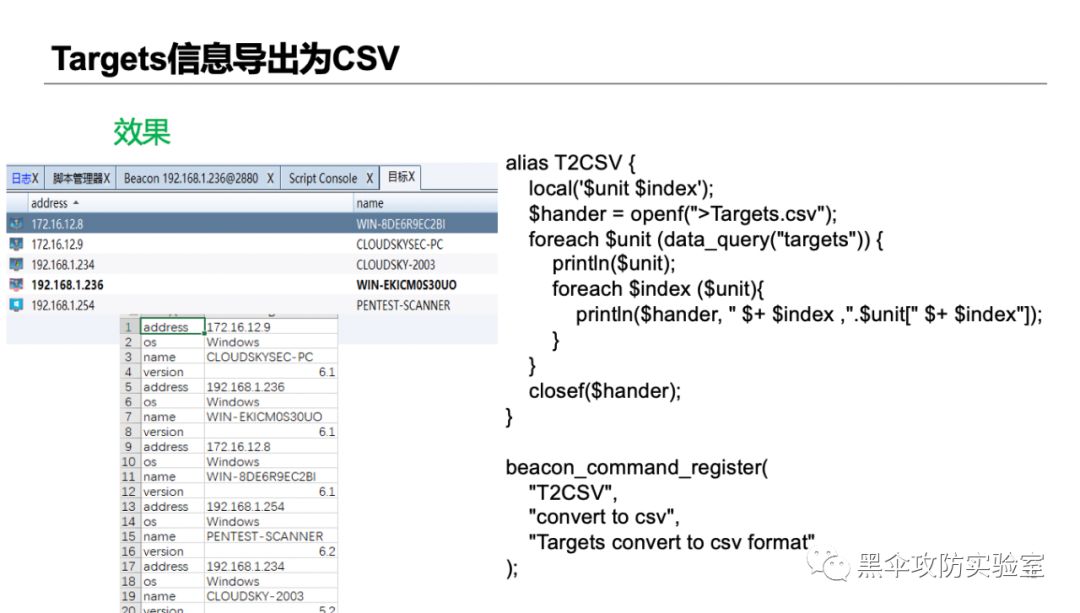 Targets信息导出为CSV
效果
日志X 脚本管理器X Beacon 192.168.1.236@2880 X Script Console X 目标X
address name
172.16.12.8 WIN-8DE6R9EC2BI
172.16.12.9 CLOUDSKYSEC-PC
192.168.1.234 CLOUDSKY-2003
192.168.1.236 WIN-EKICM0S30UO
192.168.1.254 PENTEST-SCANNER
1 address 172.16.12.9
2 os Windows
3 name CLOUDSKYSEC-PC
4 version 6.1
5 address 192.168.1.236
6 os Windows
7 name WIN-EKICM0S30UO
8 version 6.1
9 address 172.16.12.8
10 os Windows
11 name WIN-8DE6R9EC2BI
12 version 6.1
13 address 192.168.1.254
14 os Windows
15 name PENTEST-SCANNER
16 version 6.2
17 address 192.168.1.234
18 os Windows
19 name CLOUDSKY-2003
20 version 5.2
alias T2CSV {
local('$unit $index');
$hander = openf(">Targets.csv");
foreach $unit (data_query("targets")) {
println($unit);
foreach $index ($unit){
println($hander, " $+ $index ,".$unit[" $+ $index"]);
}
}
closef($hander);
}
beacon_command_register(
"T2CSV",
"convert to csv",
"Targets convert to csv format"
);
黑伞攻防实验室